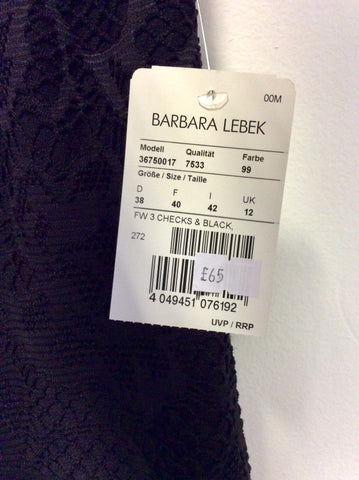 00M
BARBARA LEBEK
Modell Qualität Farbe
36750017 7533 99
Größe / Size / Taille
D F I UK
38 40 42 12
FW 3 CHECKS & BLACK,
272
£65
4 049451 076192
UVP / RRP